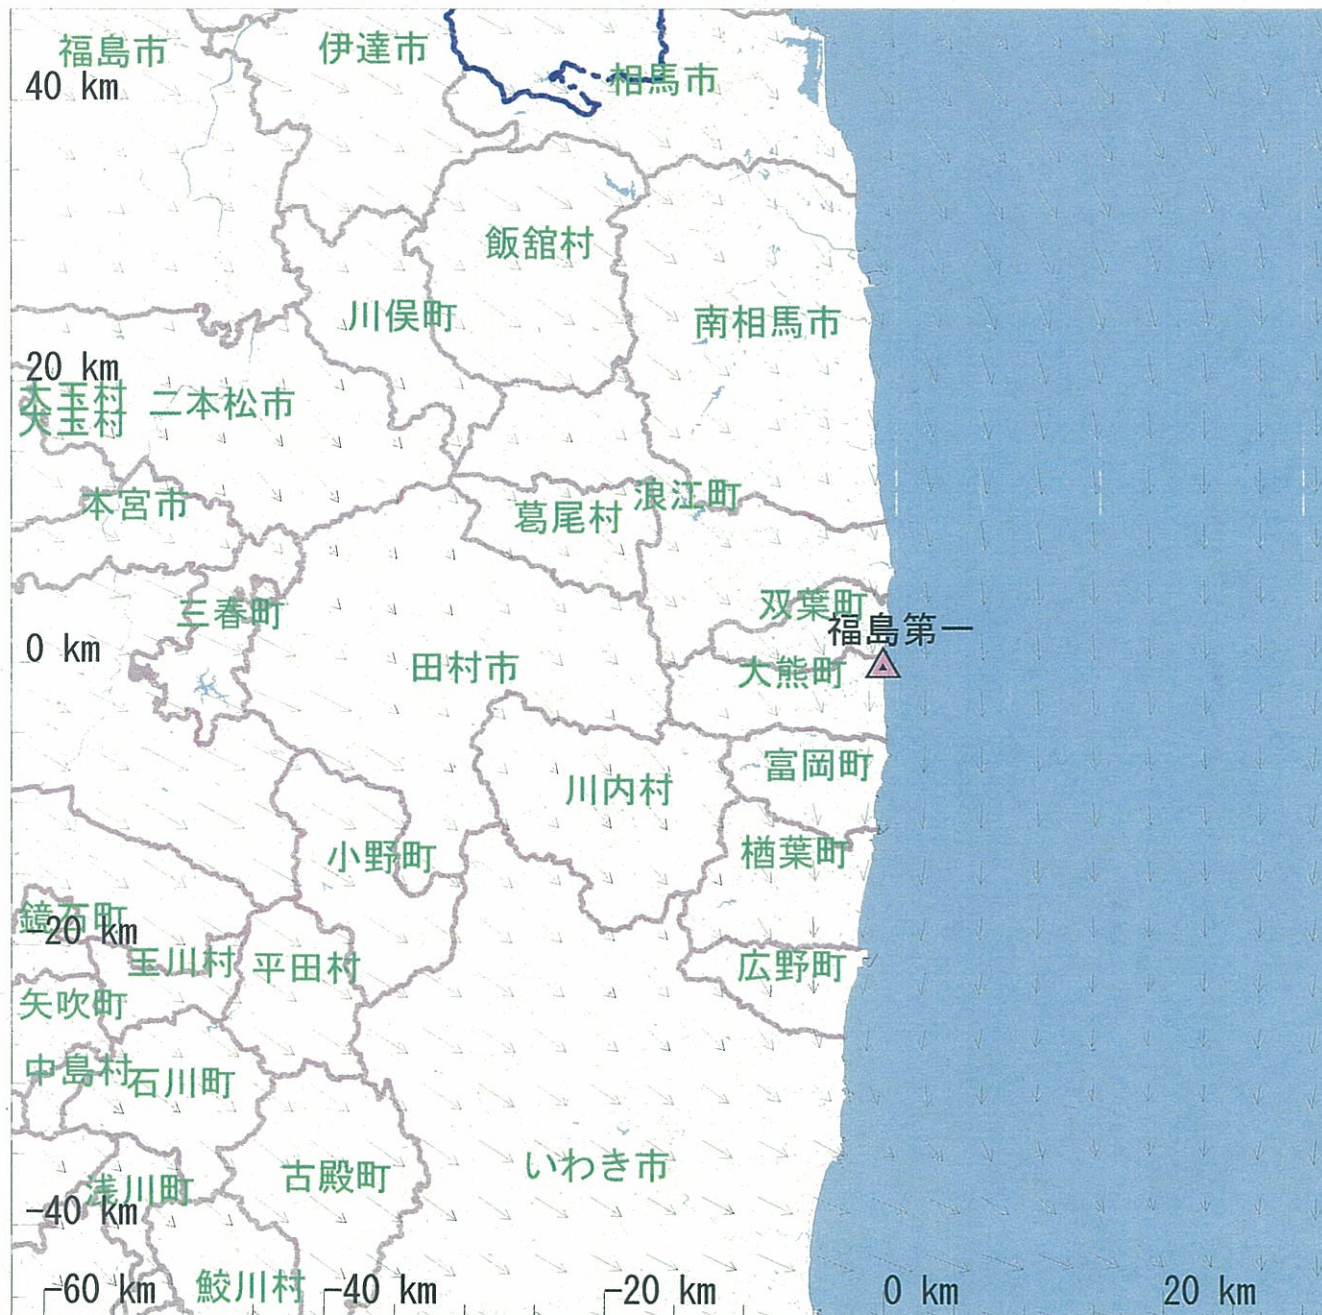 福島市
伊達市
相馬市
40 km
飯舘村
川俣町
南相馬市
20 km
大玉村
大玉村
二本松市
本宮市
葛尾村
浪江町
三春町
双葉町
福島第一
0 km
田村市
大熊町
川内村
富岡町
小野町
楢葉町
鏡石町
-20 km
玉川村
平田村
広野町
矢吹町
中島村
石川町
いわき市
浅川町
古殿町
-40 km
鮫川村
-60 km
-40 km
-20 km
0 km
20 km